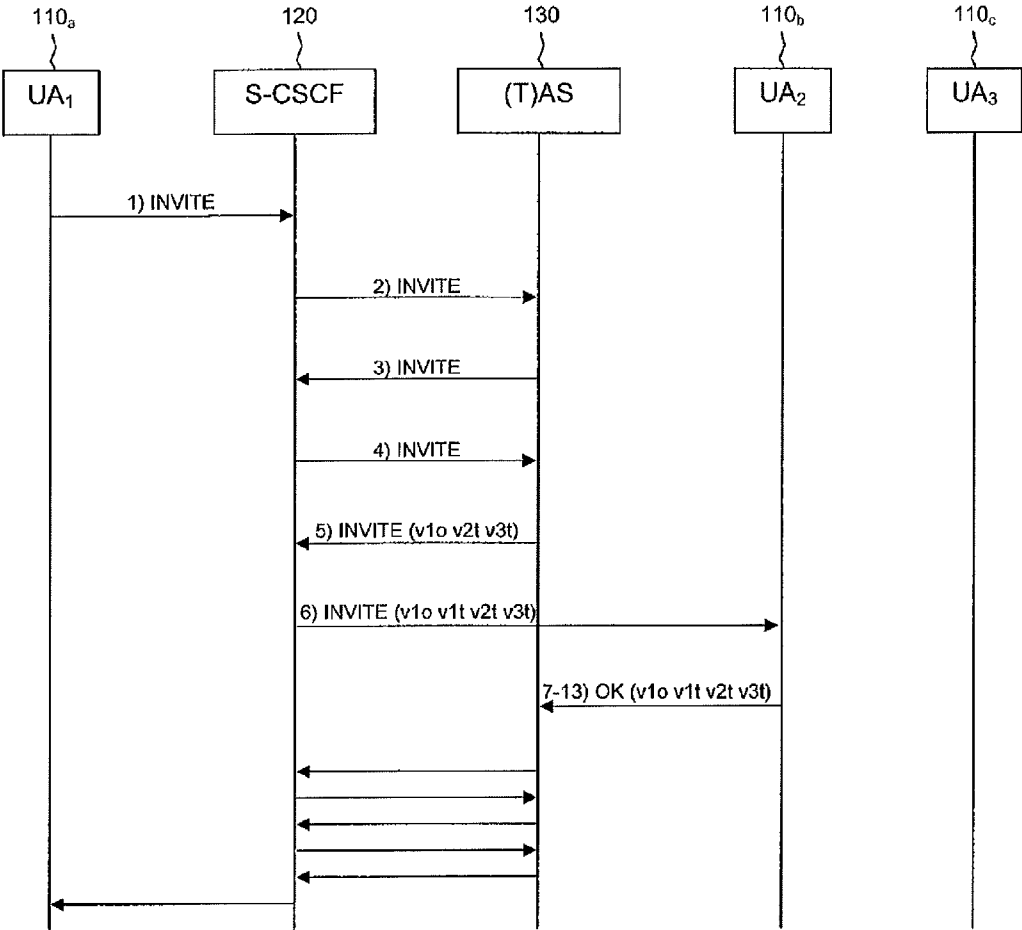 110a
120
130
110b
110c
UA1
S-CSCF
(T)AS
UA2
UA3
1) INVITE
2) INVITE
3) INVITE
4) INVITE
5) INVITE (v1o v2t v3t)
6) INVITE (v1o v1t v2t v3t)
7-13) OK (v1o v1t v2t v3t)